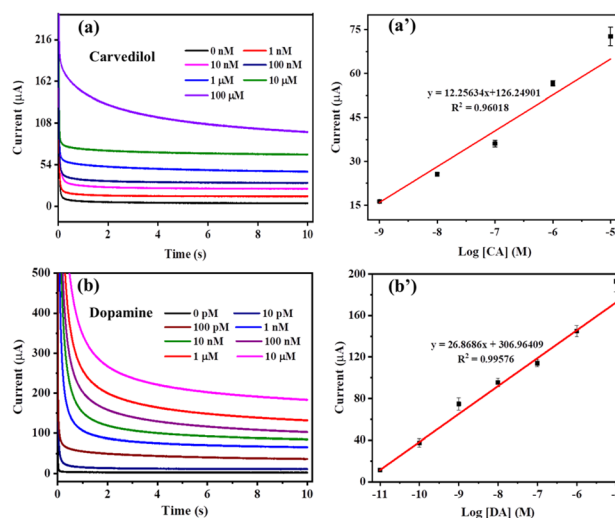 (a)
Carvedilol
0 nM 1 nM
10 nM 100 nM
1 μM 10 μM
100 μM
Current (μA)
246
162
108
54
0
0 2 4 6 8 10
Time (s)
(a')
y = 12.25634x+126.24901
R² = 0.96018
Current (μA)
75
60
45
30
15
-9 -8 -7 -6 -5
Log [CA] (M)
(b)
Dopamine
0 pM 10 pM
100 pM 1 nM
10 nM 100 nM
1 μM 10 μM
Current (μA)
500
400
300
200
100
0
0 2 4 6 8 10
Time (s)
(b')
y = 26.8686x + 306.96409
R² = 0.99576
Current (μA)
200
160
120
80
40
0
-11 -10 -9 -8 -7 -6
Log [DA] (M)